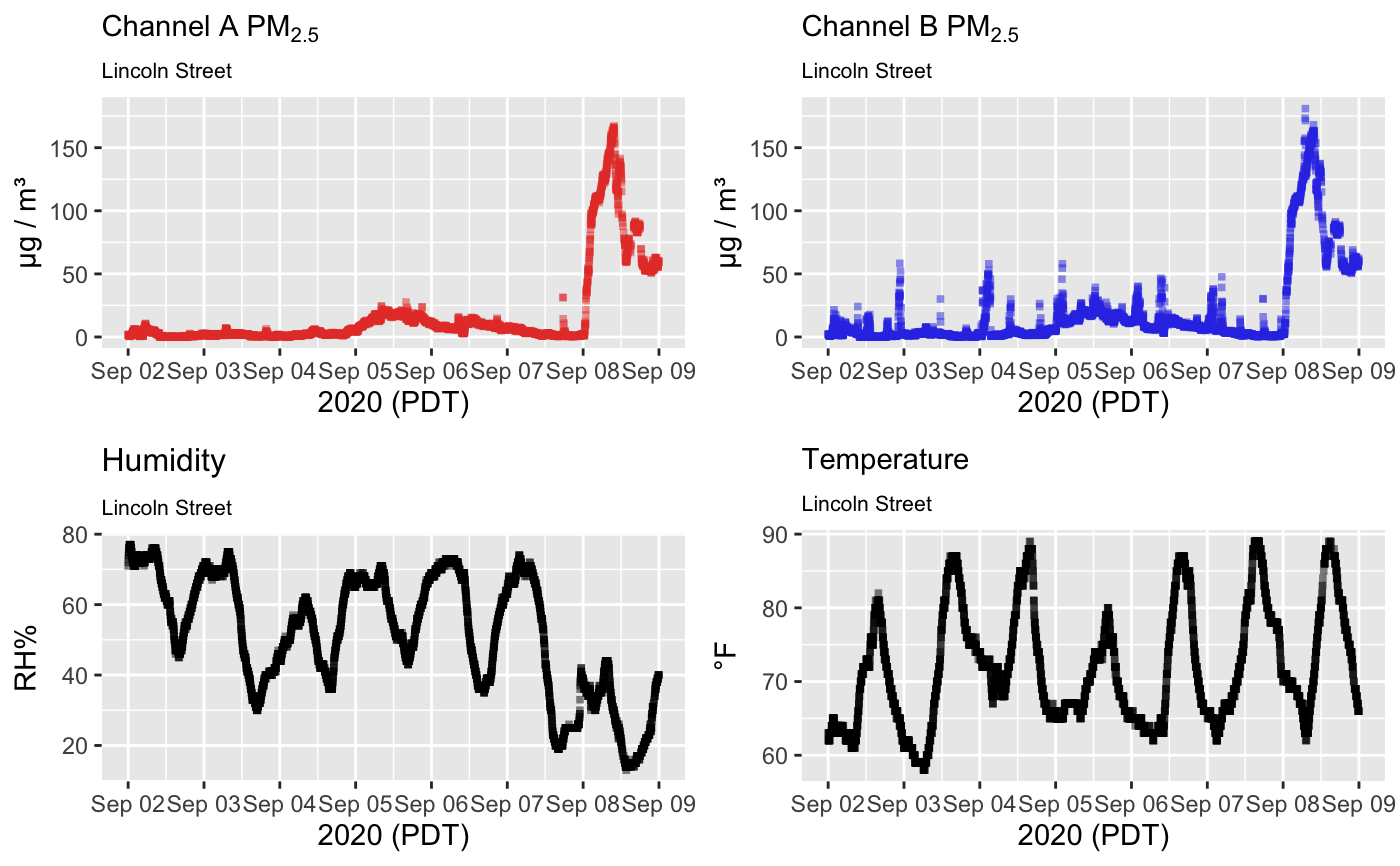 Channel A PM2.5
Lincoln Street
µg / m³
150
100
50
0
Sep 02 Sep 03 Sep 04 Sep 05 Sep 06 Sep 07 Sep 08 Sep 09
2020 (PDT)
Channel B PM2.5
Lincoln Street
µg / m³
150
100
50
0
Sep 02 Sep 03 Sep 04 Sep 05 Sep 06 Sep 07 Sep 08 Sep 09
2020 (PDT)
Humidity
Lincoln Street
RH%
80
60
40
20
Sep 02 Sep 03 Sep 04 Sep 05 Sep 06 Sep 07 Sep 08 Sep 09
2020 (PDT)
Temperature
Lincoln Street
°F
90
80
70
60
Sep 02 Sep 03 Sep 04 Sep 05 Sep 06 Sep 07 Sep 08 Sep 09
2020 (PDT)